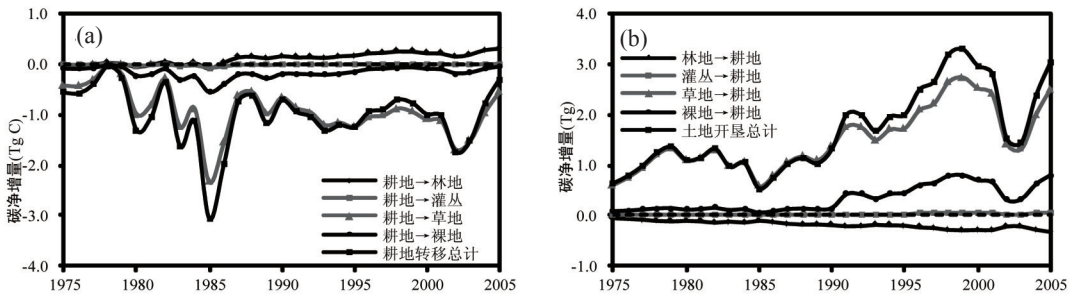 (a)
碳净增量(Tg C)
1.0
0.0
-1.0
-2.0
-3.0
-4.0
耕地→林地
耕地→灌丛
耕地→草地
耕地→裸地
耕地转移总计
1975 1980 1985 1990 1995 2000 2005
(b)
碳净增量(Tg)
4.0
3.0
2.0
1.0
0.0
-1.0
林地→耕地
灌丛→耕地
草地→耕地
裸地→耕地
土地开垦总计
1975 1980 1985 1990 1995 2000 2005